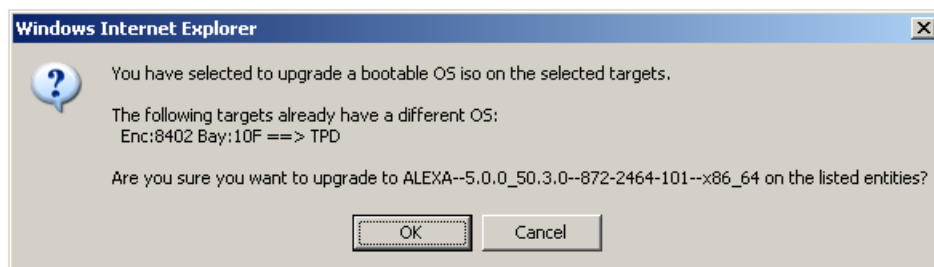 Windows Internet Explorer
You have selected to upgrade a bootable OS iso on the selected targets.
The following targets already have a different OS:
Enc:8402 Bay:10F ==> TPD
Are you sure you want to upgrade to ALEXA--5.0.0_50.3.0--872-2464-101--x86_64 on the listed entities?
OK
Cancel